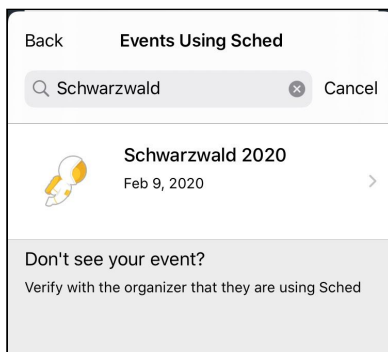 Back Events Using Sched
Schwarzwald Cancel
Schwarzwald 2020
Feb 9, 2020
Don't see your event?
Verify with the organizer that they are using Sched